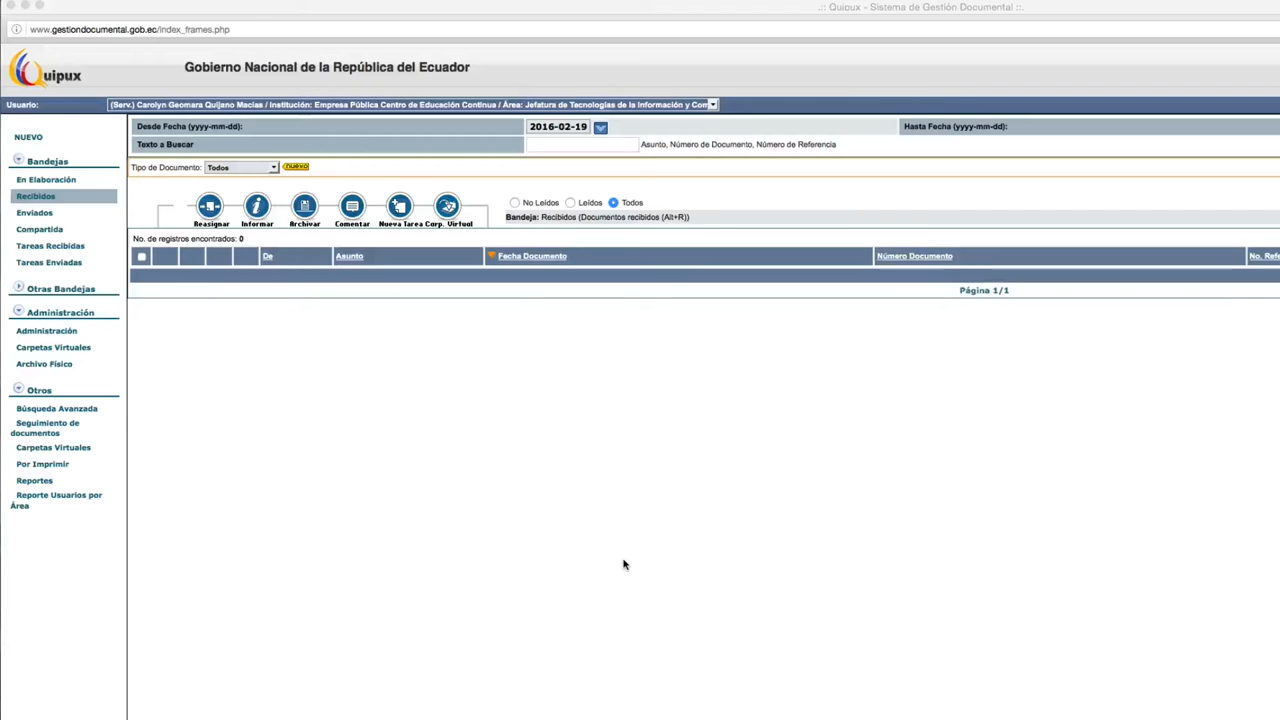 .:: Quipux - Sistema de Gestión Documental ::.
www.gestiondocumental.gob.ec/index_frames.php
Quipux
Gobierno Nacional de la República del Ecuador
Usuario:
(Serv.) Carolyn Geomara Quijano Macias / Institución: Empresa Pública Centro de Educación Continua / Área: Jefatura de Tecnologías de la Información y Com
Desde Fecha (yyyy-mm-dd):
2016-02-19
Hasta Fecha (yyyy-mm-dd):
Texto a Buscar
Asunto, Número de Documento, Número de Referencia
Tipo de Documento:
Todos
nuevo
Reasignar
Informar
Archivar
Comentar
Nueva Tarea
Carp. Virtual
No Leídos
Leídos
Todos
Bandeja: Recibidos (Documentos recibidos (Alt+R))
No. de registros encontrados: 0
De
Asunto
Fecha Documento
Número Documento
No. Refe
Página 1/1
NUEVO
Bandejas
En Elaboración
Recibidos
Enviados
Compartida
Tareas Recibidas
Tareas Enviadas
Otras Bandejas
Administración
Administración
Carpetas Virtuales
Archivo Físico
Otros
Búsqueda Avanzada
Seguimiento de
documentos
Carpetas Virtuales
Por Imprimir
Reportes
Reporte Usuarios por
Área